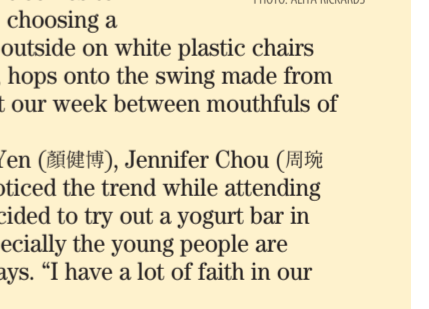 PHOTO: ALITA RICKARDS
choosing a
outside on white plastic chairs
, hops onto the swing made from
t our week between mouthfuls of
Yen (顏健博), Jennifer Chou (周琬
oticed the trend while attending
cided to try out a yogurt bar in
ecially the young people are
ays. “I have a lot of faith in our